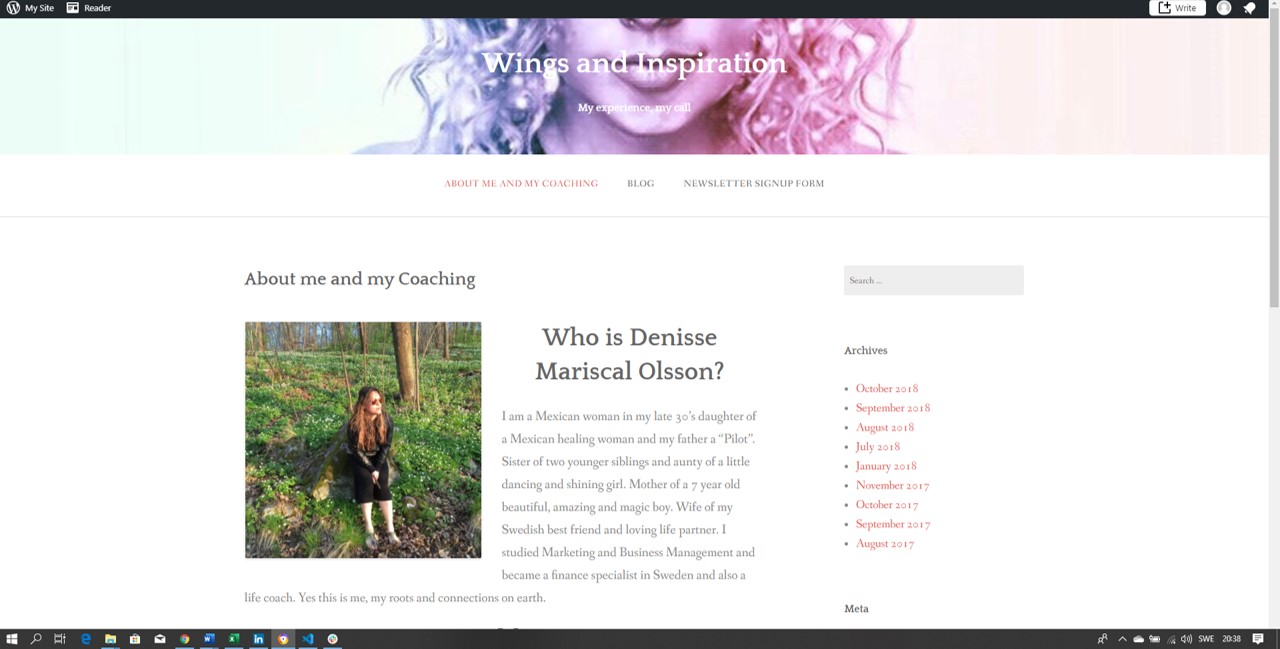 My Site Reader Write
Wings and Inspiration
My experience, my call
ABOUT ME AND MY COACHING BLOG NEWSLETTER SIGNUP FORM
About me and my Coaching
Search ...
Who is Denisse
Mariscal Olsson?
I am a Mexican woman in my late 30's daughter of
a Mexican healing woman and my father a “Pilot”.
Sister of two younger siblings and aunty of a little
dancing and shining girl. Mother of a 7 year old
beautiful, amazing and magic boy. Wife of my
Swedish best friend and loving life partner. I
studied Marketing and Business Management and
became a finance specialist in Sweden and also a
life coach. Yes this is me, my roots and connections on earth.
Archives
October 2018
September 2018
August 2018
July 2018
January 2018
November 2017
October 2017
September 2017
August 2017
Meta
SWE 20:38